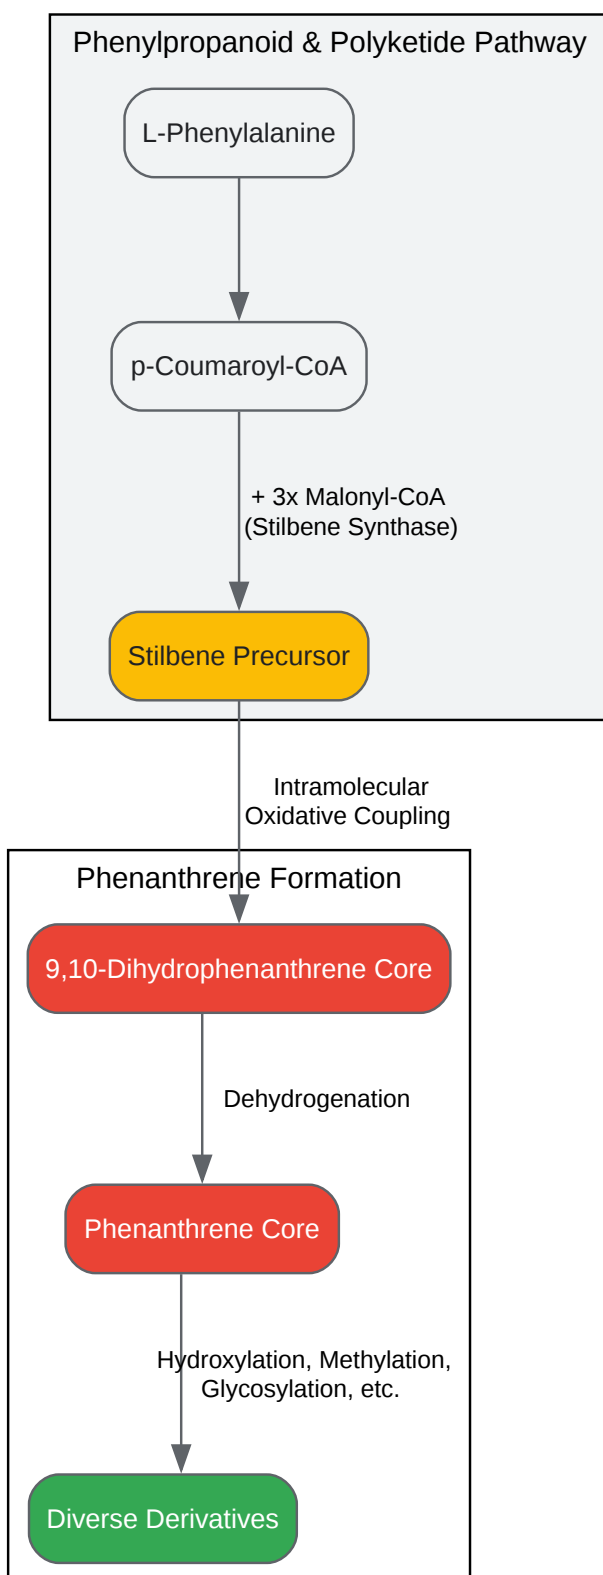 Phenylpropanoid & Polyketide Pathway
L-Phenylalanine
p-Coumaroyl-CoA
+ 3x Malonyl-CoA
(Stilbene Synthase)
Stilbene Precursor
Intramolecular
Oxidative Coupling
Phenanthrene Formation
9,10-Dihydrophenanthrene Core
Dehydrogenation
Phenanthrene Core
Hydroxylation, Methylation,
Glycosylation, etc.
Diverse Derivatives